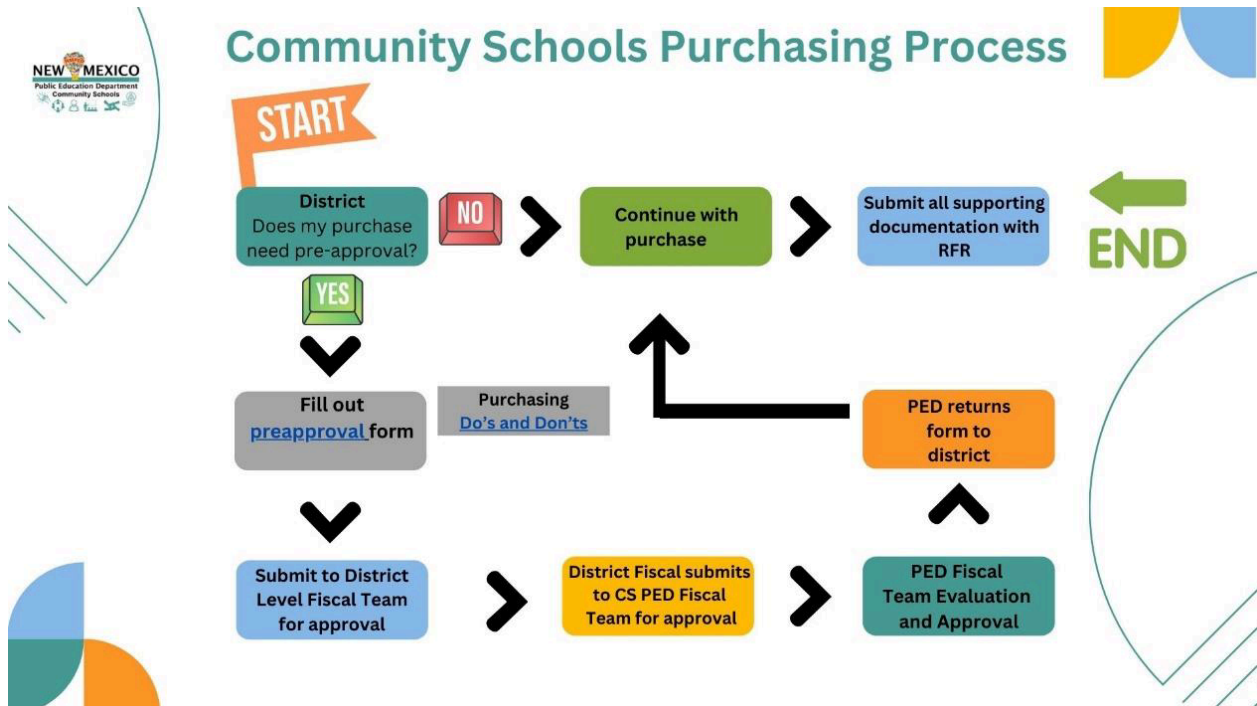 Community Schools Purchasing Process
NEW MEXICO
Public Education Department
Community Schools
START
District
Does my purchase
need pre-approval?
NO
Continue with
purchase
Submit all supporting
documentation with
RFR
END
YES
Fill out
preapproval form
Purchasing
Do's and Don'ts
PED returns
form to
district
Submit to District
Level Fiscal Team
for approval
District Fiscal submits
to CS PED Fiscal
Team for approval
PED Fiscal
Team Evaluation
and Approval